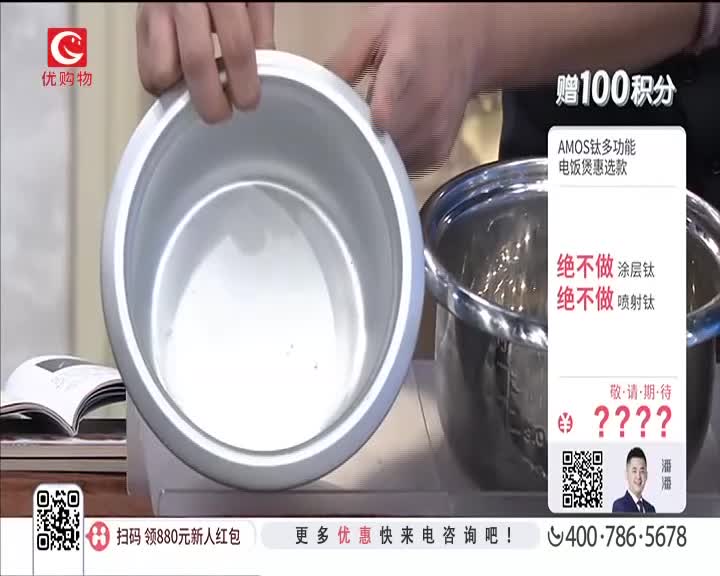 优购物
赠100积分
AMOS钛多功能
电饭煲惠选款
绝不做 涂层钛
绝不做 喷射钛
敬·请·期·待
¥ ????
潘潘
扫码 领880元新人红包
更多优惠快来电咨询吧!
400-786-5678